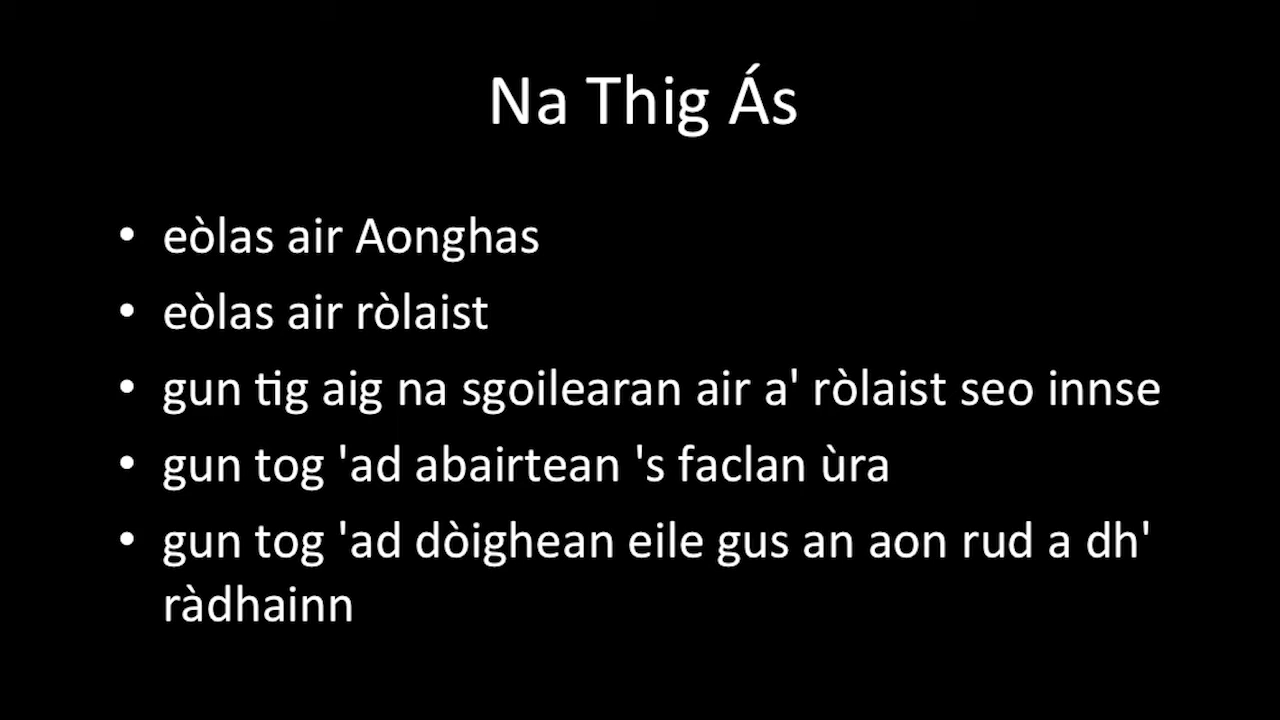 Na Thig Ás
• eòlas air Aonghas
• eòlas air ròlaist
• gun tig aig na sgoilearan air a' ròlaist seo innse
• gun tog 'ad abairtean 's faclan ùra
• gun tog 'ad dòighean eile gus an aon rud a dh'
ràdhainn